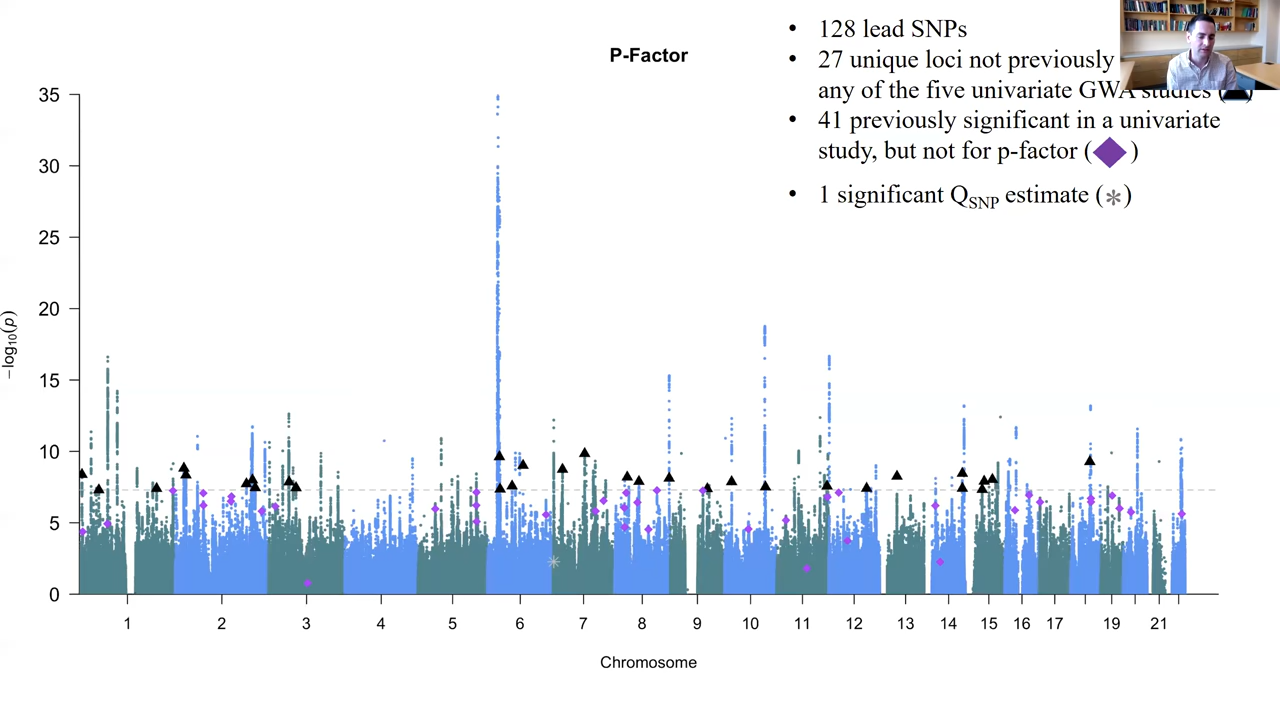 P-Factor
• 128 lead SNPs
• 27 unique loci not previously
any of the five univariate GWA studies (▲)
• 41 previously significant in a univariate
study, but not for p-factor (◆)
• 1 significant QSNP estimate (*)
35
30
25
20
15
10
5
0
−log10(p)
1 2 3 4 5 6 7 8 9 10 11 12 13 14 15 16 17 19 21
Chromosome